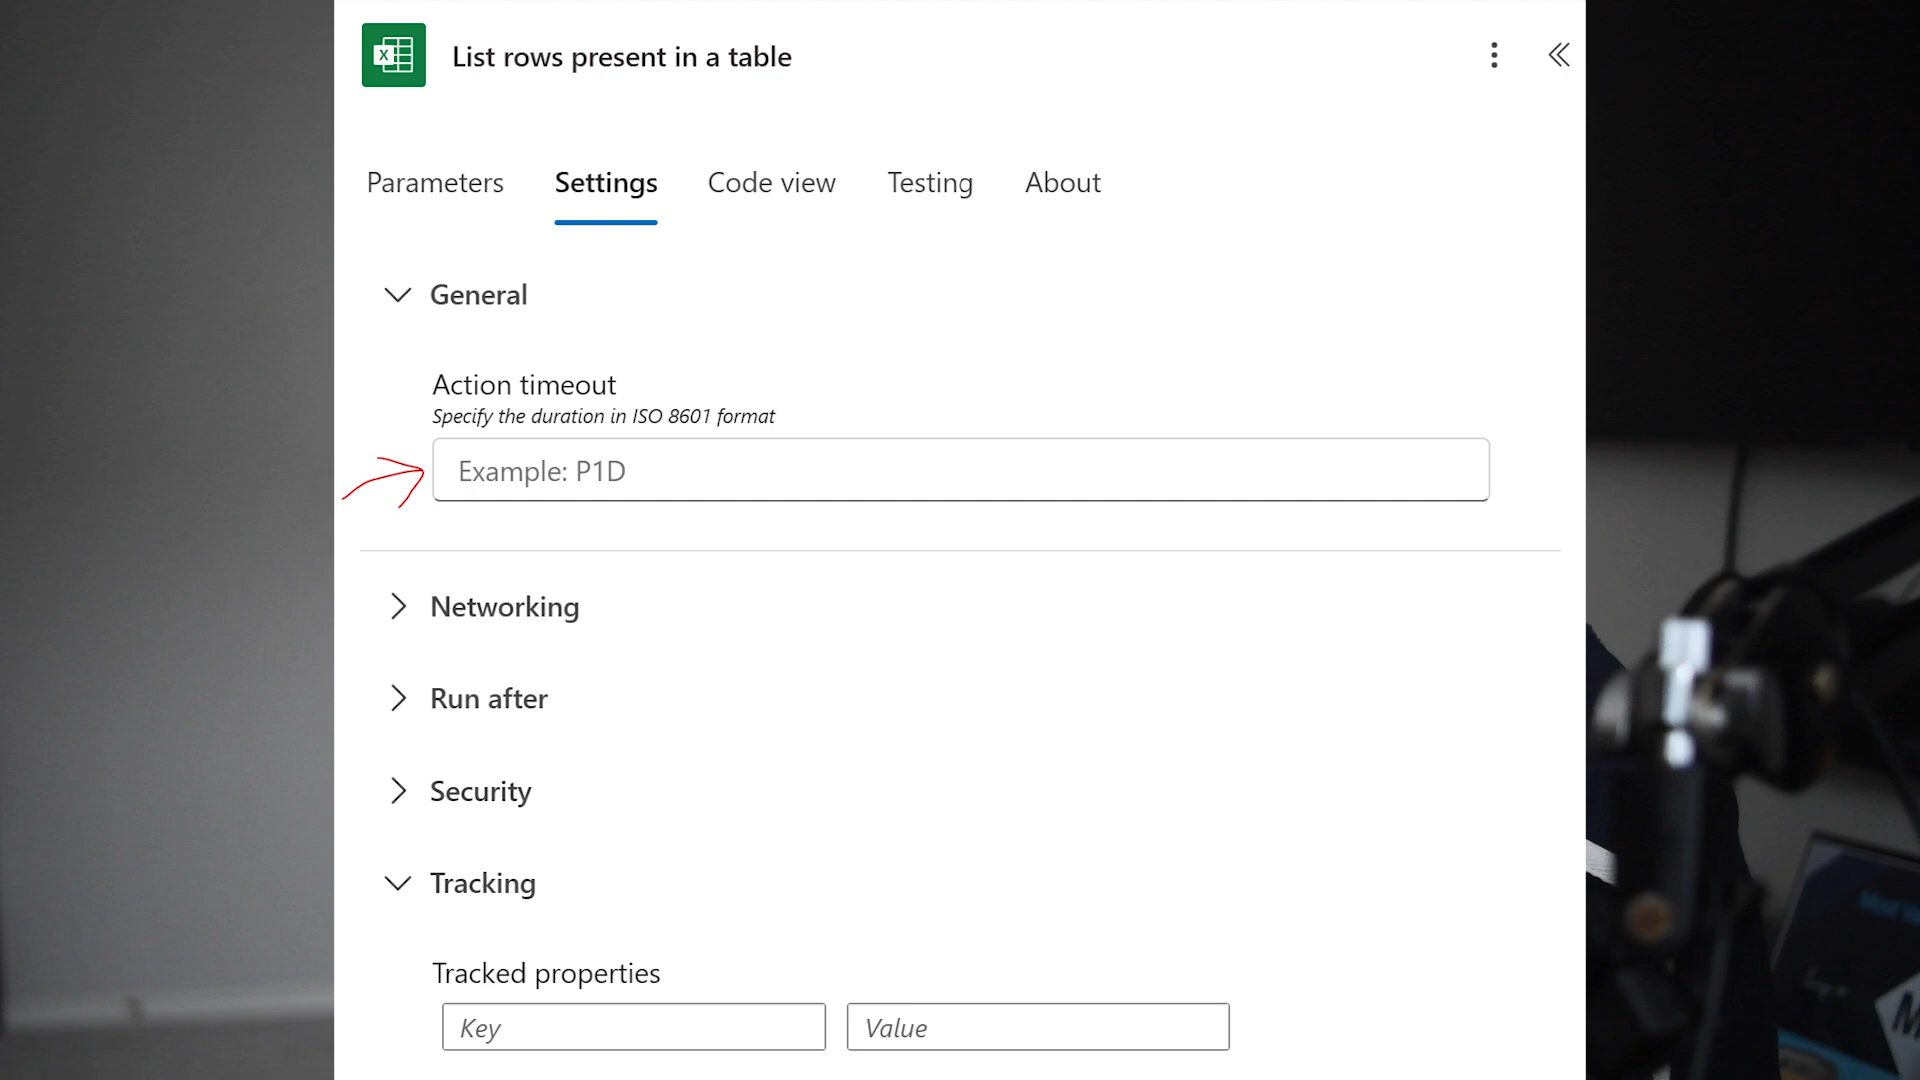 List rows present in a table
Parameters Settings Code view Testing About
General
Action timeout
Specify the duration in ISO 8601 format
Example: P1D
Networking
Run after
Security
Tracking
Tracked properties
Key Value